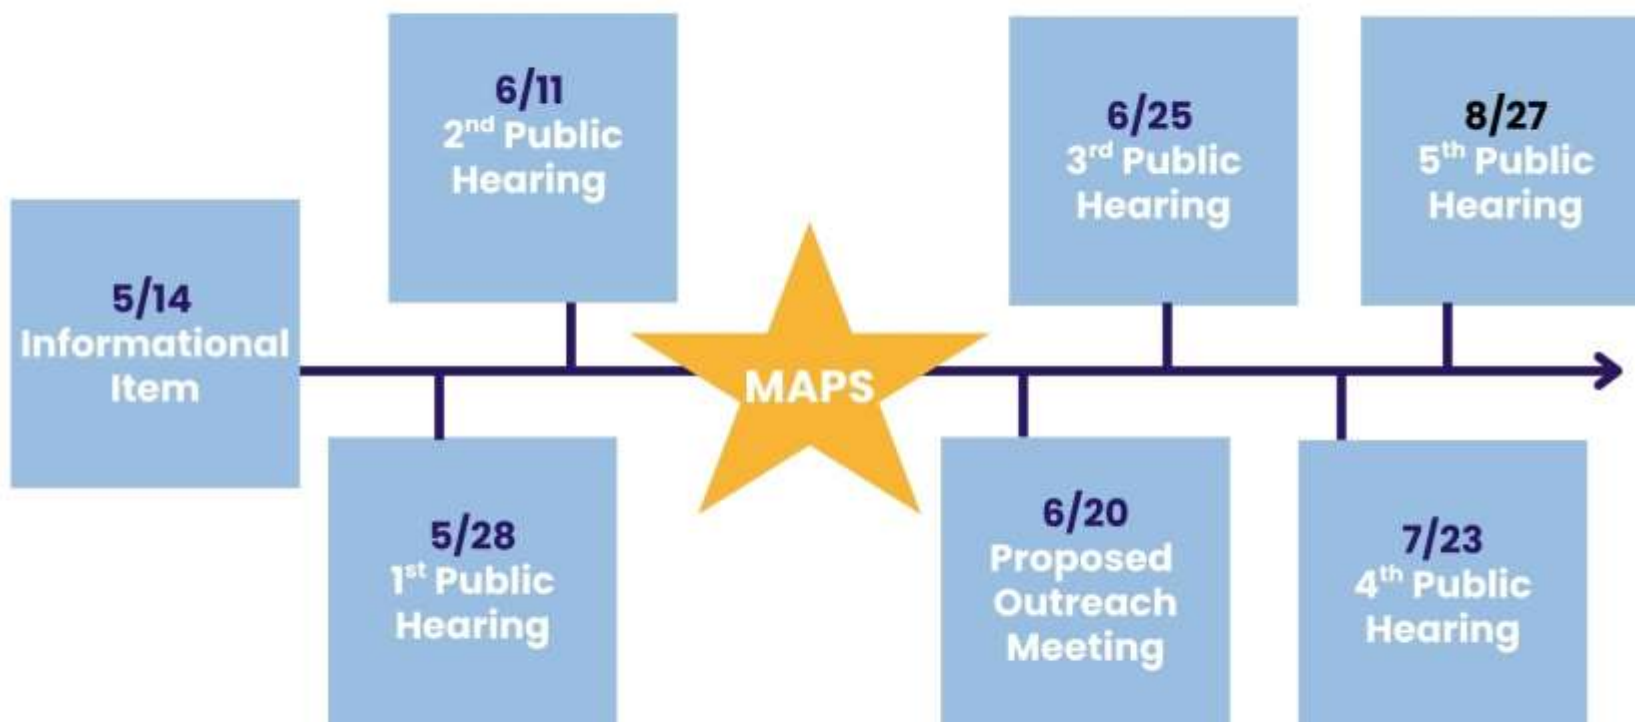 5/14
Informational
Item
5/28
1st Public
Hearing
6/11
2nd Public
Hearing
MAPS
6/20
Proposed
Outreach
Meeting
6/25
3rd Public
Hearing
7/23
4th Public
Hearing
8/27
5th Public
Hearing